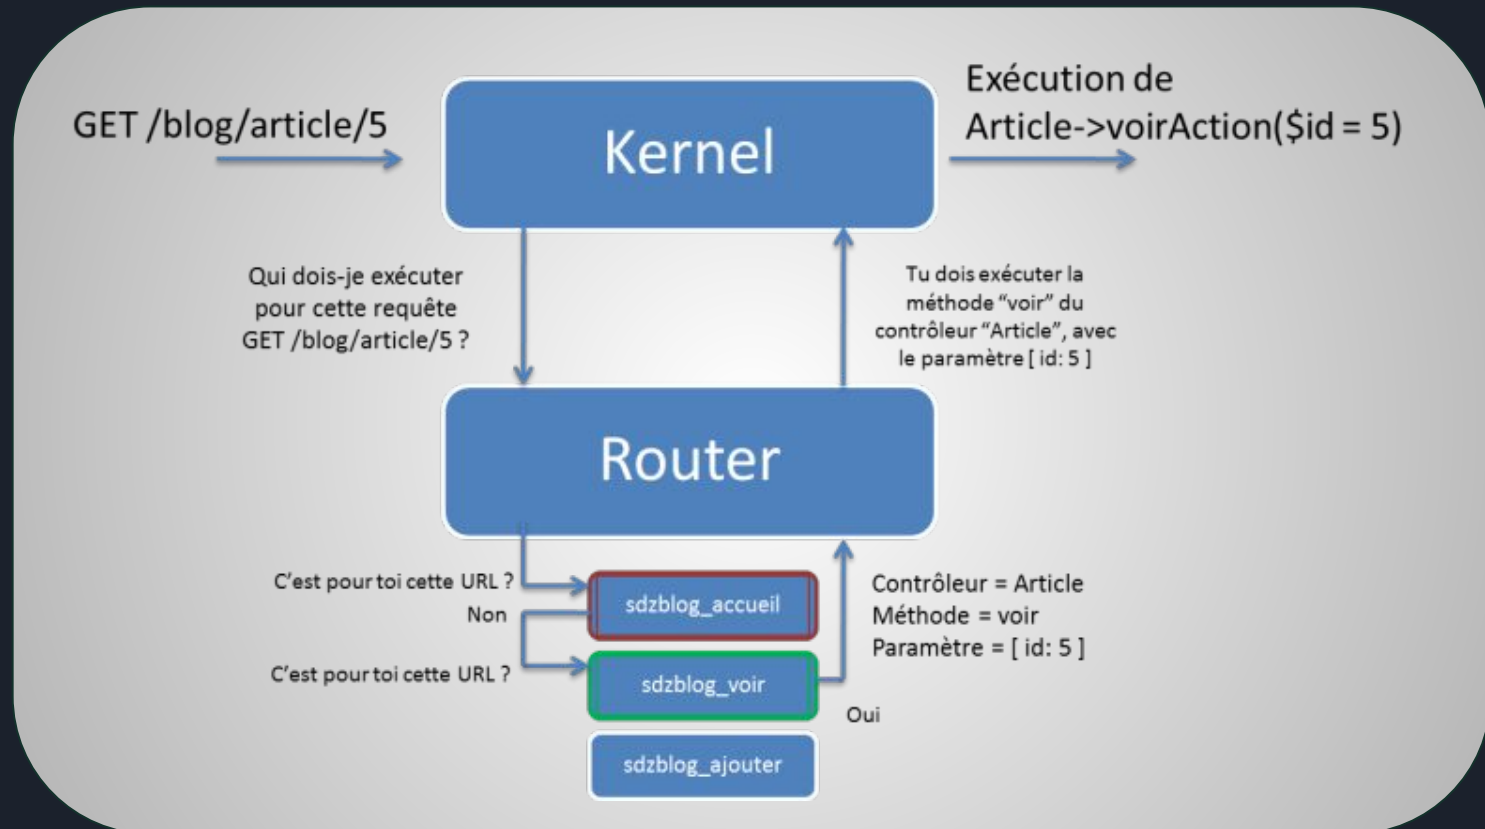 GET /blog/article/5
Kernel
Exécution de
Article->voirAction($id = 5)
Qui dois-je exécuter
pour cette requête
GET /blog/article/5 ?
Tu dois exécuter la
méthode “voir” du
contrôleur “Article”, avec
le paramètre [ id: 5 ]
Router
C’est pour toi cette URL ?
Non
C’est pour toi cette URL ?
sdzblog_accueil
sdzblog_voir
sdzblog_ajouter
Contrôleur = Article
Méthode = voir
Paramètre = [ id: 5 ]
Oui